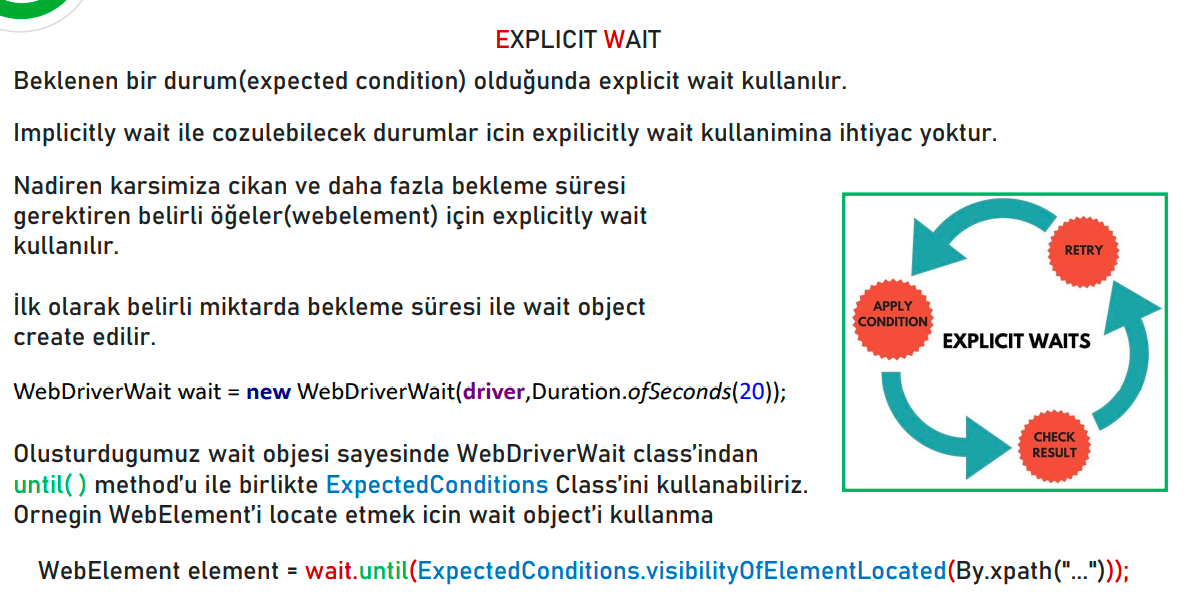 EXPLICIT WAIT
Beklenen bir durum(expected condition) olduğunda explicit wait kullanılır.
Implicitly wait ile cozulebilecek durumlar icin expilicitly wait kullanimina ihtiyac yoktur.
Nadiren karsimiza cikan ve daha fazla bekleme süresi
gerektiren belirli öğeler(webelement) için explicitly wait
kullanılır.
İlk olarak belirli miktarda bekleme süresi ile wait object
create edilir.
WebDriverWait wait = new WebDriverWait(driver,Duration.ofSeconds(20));
Olusturdugumuz wait objesi sayesinde WebDriverWait class’indan
until( ) method’u ile birlikte ExpectedConditions Class’ini kullanabiliriz.
Ornegin WebElement’i locate etmek icin wait object’i kullanma
WebElement element = wait.until(ExpectedConditions.visibilityOfElementLocated(By.xpath("...")));
RETRY
APPLY
CONDITION
EXPLICIT WAITS
CHECK
RESULT